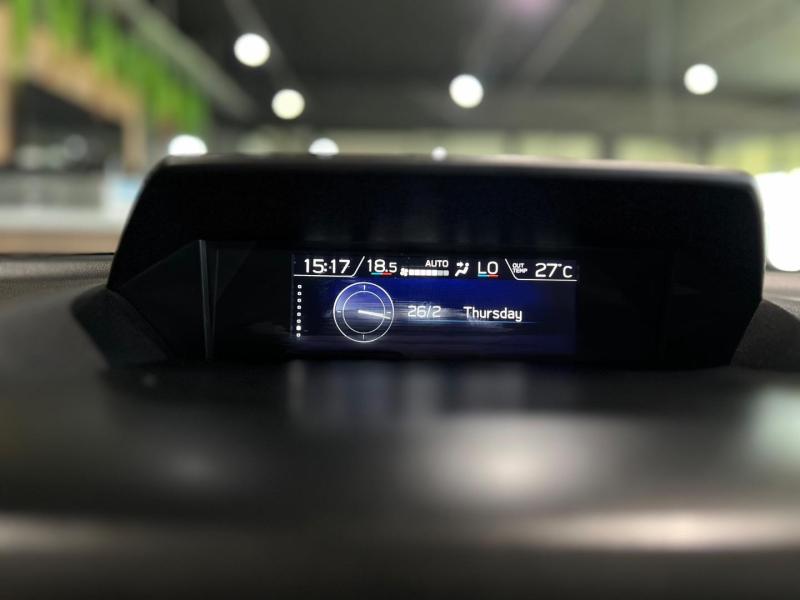 15:17 18.5 AUTO LO OUT TEMP 27°C
26/2 Thursday